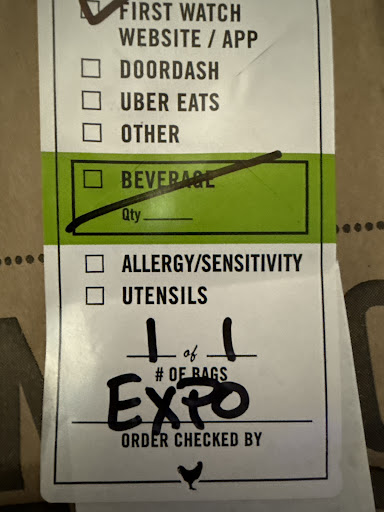 FIRST WATCH
WEBSITE / APP
DOORDASH
UBER EATS
OTHER
BEVERAGE
Qty
ALLERGY/SENSITIVITY
UTENSILS
1 of 1
# OF BAGS
EXPO
ORDER CHECKED BY